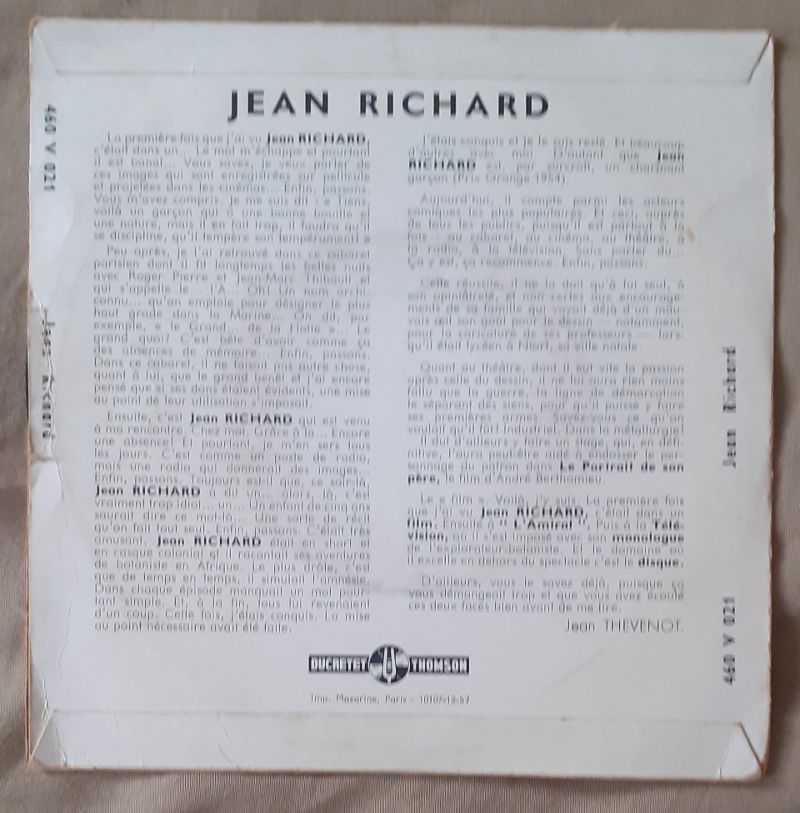 JEAN RICHARD
460 V 021
Jean Richard
La première fois que j'ai vu Jean RICHARD,
c'était dans un... Le mot m'échappe et pourtant
il est banal... Vous savez, je veux parler de
ces images qui sont enregistrées sur pellicule
et projetées dans les cinémas... Enfin, passons.
Vous m'avez compris. Je me suis dit : « Tiens,
voilà un garçon qui a une bonne bouille et
une nature, mais il en fait trop, il faudra qu'il
se discipline, qu'il tempère son tempérament »
Peu après, je l'ai retrouvé dans ce cabaret
parisien dont il fit longtemps les belles nuits
avec Roger Pierre et Jean-Marc Thibault et
qui s'appelle le... l'A... Oh! Un nom archi-
connu... qu'on emploie pour désigner le plus
haut grade dans la Marine... On dit, par
exemple, « le Grand... de la Flotte »... Le
grand quoi? C'est bête d'avoir comme ça
des absences de mémoire... Enfin, passons.
Dans ce cabaret, il ne faisait pas autre chose,
quant à lui, que le grand benêt et j'ai encore
pensé que si ses dons étaient évidents, une mise
au point de leur utilisation s'imposait.
Ensuite, c'est Jean RICHARD qui est venu
à ma rencontre. Chez moi. Grâce à la... Encore
une absence! Et pourtant, je m'en sers tous
les jours. C'est comme un poste de radio,
mais une radio qui donnerait des images...
Enfin, passons. Toujours est-il que, ce soir-là,
Jean RICHARD a dit un... alors, là, c'est
vraiment trop idiot... un... Un enfant de cinq ans
saurait dire ce mot-là... Une sorte de récit
qu'on fait tout seul. Enfin, passons. C'était très
amusant. Jean RICHARD était en short et
en casque colonial et il racontait ses aventures
de botaniste en Afrique. Le plus drôle, c'est
que de temps en temps, il simulait l'amnésie.
Dans chaque épisode manquait un mot pour-
tant simple. Et, à la fin, tous lui revenaient
d'un coup. Cette fois, j'étais conquis. La mise
au point nécessaire avait été faite.
J'étais conquis et je le suis resté. Et beaucoup
d'autres avec moi. D'autant que Jean
RICHARD est, par surcroît, un charmant
garçon (Prix Orange 1954).
Aujourd'hui, il compte parmi les acteurs
comiques les plus populaires. Et ceci, auprès
de tous les publics, puisqu'il est partout à la
fois : au cabaret, au cinéma, au théâtre, à
la radio, à la télévision. Sans parler du...
Ça y est, ça recommence. Enfin, passons.
Cette réussite, il ne la doit qu'à lui seul, à
son opiniâtreté, et non certes aux encourage-
ments de sa famille qui voyait déjà d'un mau-
vais œil son goût pour le dessin — notamment,
pour la caricature de ses professeurs — lors-
qu'il était lycéen à Niort, sa ville natale.
Quant au théâtre, dont il eut vite la passion
après celle du dessin, il ne lui aura rien moins
fallu que la guerre, la ligne de démarcation
le séparant des siens, pour qu'il puisse y faire
ses premières armes. Savez-vous ce qu'on
voulait qu'il fût? Industriel. Dans la métallurgie!
Il dut d'ailleurs y faire un stage, qui, en défi-
nitive, l'aura peut-être aidé à endosser le per-
sonnage du patron dans Le Portrait de son
père, le film d'André Berthomieu.
Le « film ». Voilà, j'y suis. La première fois
que j'ai vu Jean RICHARD, c'était dans un
film. Ensuite à " L'Amiral ". Puis à la Télé-
vision, où il s'est imposé avec son monologue
de l'explorateur-botaniste. Et le domaine où
il excelle en dehors du spectacle c'est le disque.
D'ailleurs, vous le savez déjà, puisque ça
vous démangeait trop et que vous avez écouté
ces deux faces bien avant de me lire.
Jean THEVENOT.
Jean Richard
460 V 021
DUCRETET THOMSON
Imp. Mazarine, Paris - 10107-12-57